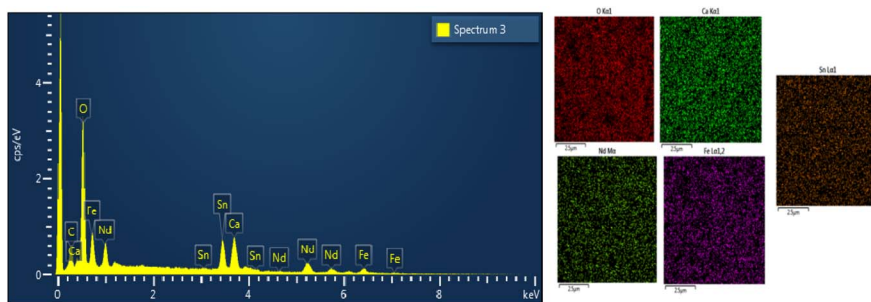 Spectrum 3
cps/eV
4
2
0
O
Fe
C
Ca
Nd
Sn
Sn
Ca
Sn
Nd
Nd
Nd
Fe
Fe
0 2 4 6 8 keV
O Kα1
Ca Kα1
Sn Lα1
25µm
25µm
25µm
Nd Mα
Fe Lα1,2
25µm
25µm